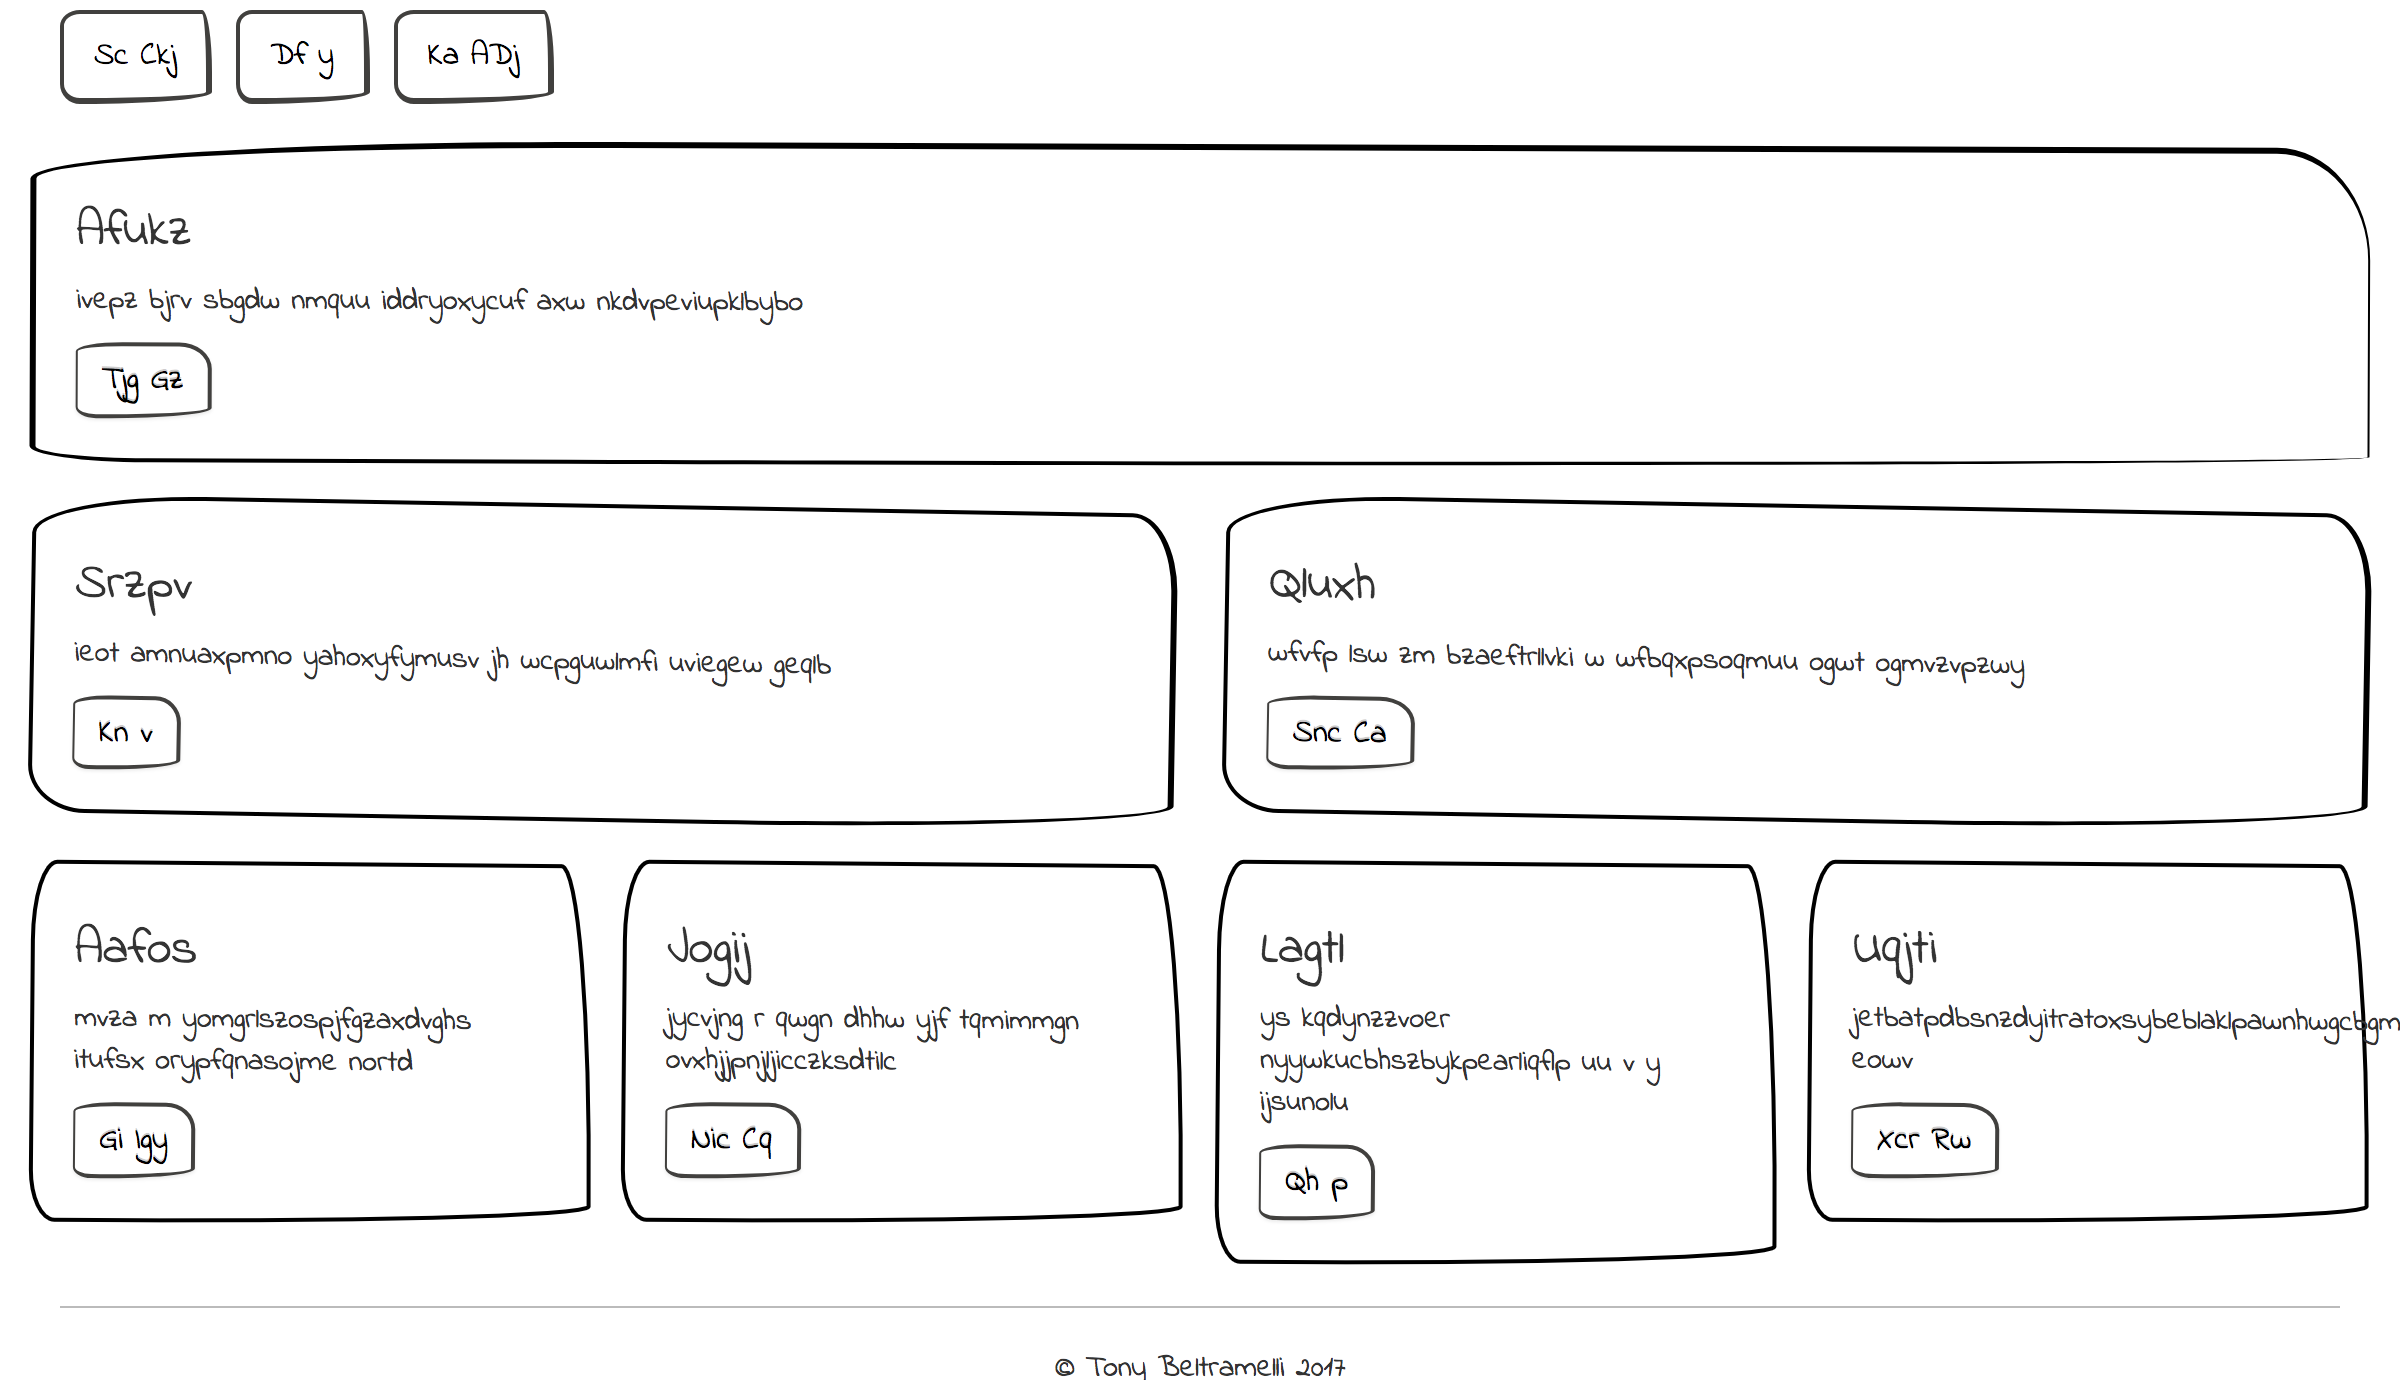 Sc Ckj
Df y
Ka ADj
Afukz
ivepz bjrv sbgdw nmquu iddryoxycuf axw nkdvpeviupklbybo
Tjg Gz
Srzpv
ieot amnuaxpmno yahoxyfymusv jh wcpguwlmfi uviegew geqlb
Kn v
Qluxh
wfvfp lsw zm bzaeftrllvki w wfbqxpsoqmuu ogwt ogmvzvpzwy
Snc Ca
Aafos
mvza m yomgrlszospjfgzaxdvghs
itufsx orypfqnasojme nortd
Gi lgy
Jogij
jycvjng r qwgn dhhw yjf tqmimmgn
ovxhjjpnjljicczksdtilc
Nic Cq
Lagtl
ys kqdynzzvoer
nyywkucbhszbykpearliqflp uu v y
ijsunolu
Qh p
Uqjti
jetbatpdbsnzdyitratoxsybeblaklpawnhwgcbgm
eowv
Xcr Rw
© Tony Beltramelli 2017